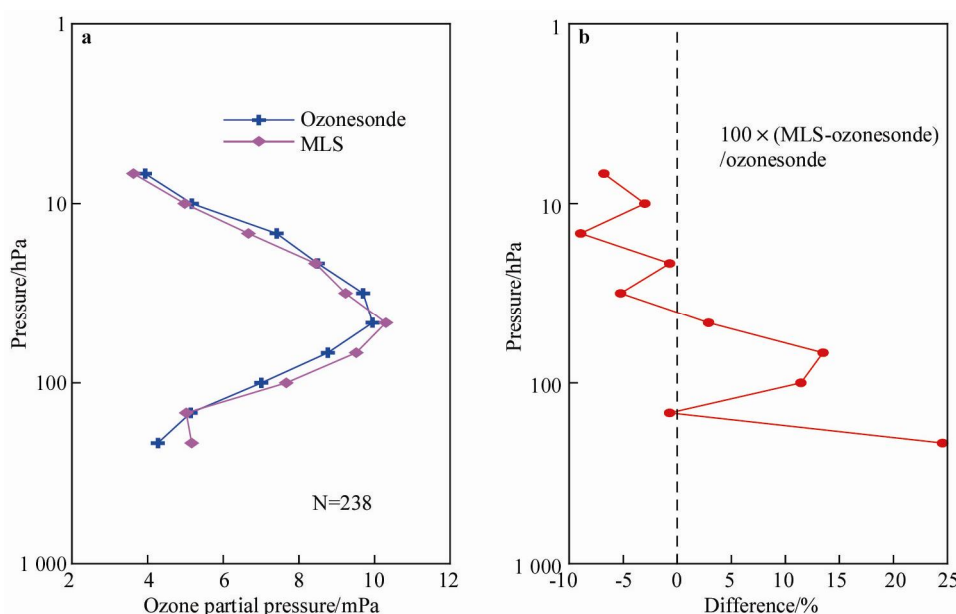 a
1
10
100
1 000
Pressure/hPa
Ozonesonde
MLS
N=238
2
4
6
8
10
12
Ozone partial pressure/mPa
b
1
10
100
1 000
Pressure/hPa
100 × (MLS-ozonesonde)
/ozonesonde
-10
-5
0
5
10
15
20
25
Difference/%